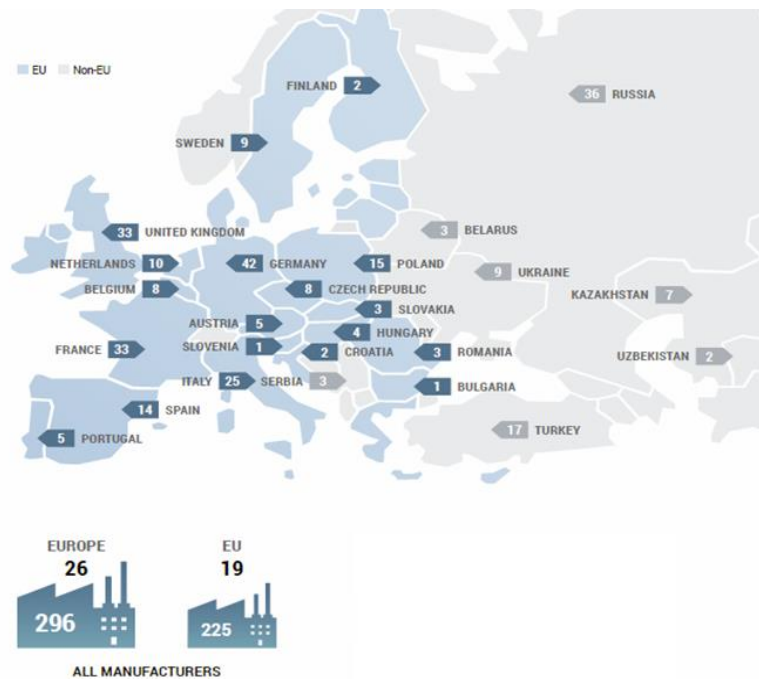 EU Non-EU
FINLAND 2
36 RUSSIA
SWEDEN 9
33 UNITED KINGDOM
3 BELARUS
NETHERLANDS 10
42 GERMANY
15 POLAND
9 UKRAINE
BELGIUM 8
8 CZECH REPUBLIC
KAZAKHSTAN 7
3 SLOVAKIA
AUSTRIA 5
4 HUNGARY
SLOVENIA 1
FRANCE 33
2 CROATIA
3 ROMANIA
UZBEKISTAN 2
ITALY 25
SERBIA 3
1 BULGARIA
14 SPAIN
17 TURKEY
5 PORTUGAL
EUROPE
26
296
EU
19
225
ALL MANUFACTURERS